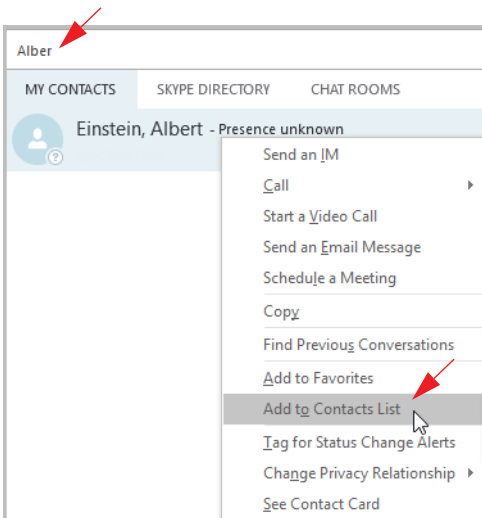 Alber
MY CONTACTS SKYPE DIRECTORY CHAT ROOMS
Einstein, Albert - Presence unknown
?
Send an IM
Call
Start a Video Call
Send an Email Message
Schedule a Meeting
Copy
Find Previous Conversations
Add to Favorites
Add to Contacts List
Tag for Status Change Alerts
Change Privacy Relationship
See Contact Card